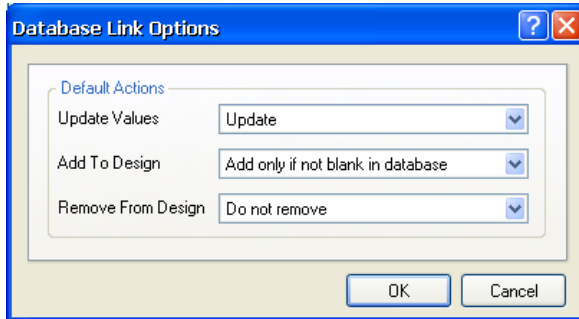 Database Link Options
Default Actions
Update Values Update
Add To Design Add only if not blank in database
Remove From Design Do not remove
OK Cancel